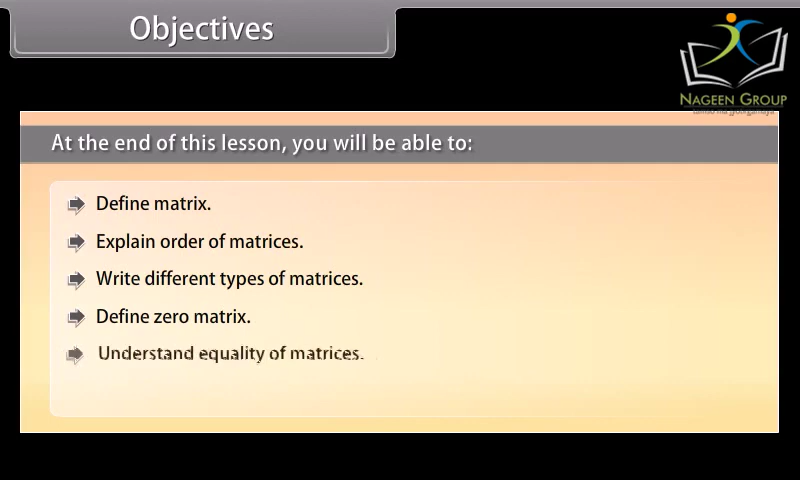 Objectives
NAGEEN GROUP
At the end of this lesson, you will be able to:
Define matrix.
Explain order of matrices.
Write different types of matrices.
Define zero matrix.
Understand equality of matrices.